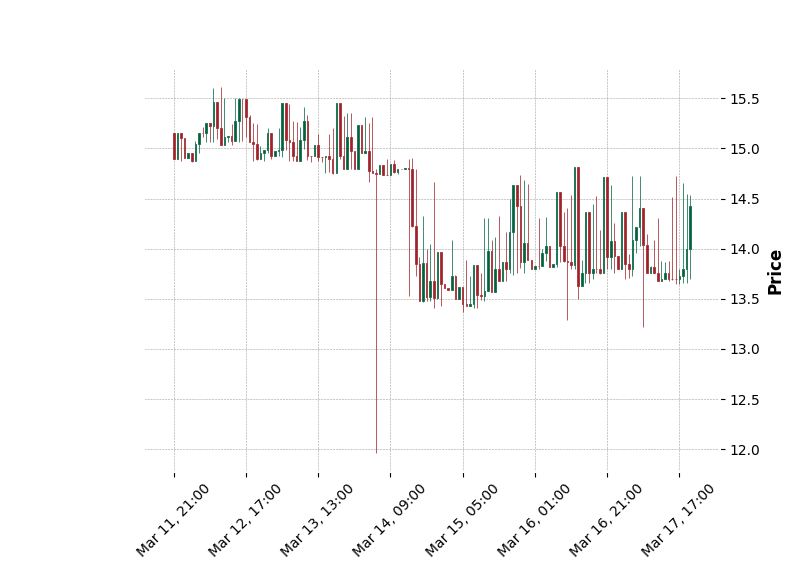 15.5
15.0
14.5
14.0
13.5
13.0
12.5
12.0
Price
Mar 11, 21:00
Mar 12, 17:00
Mar 13, 13:00
Mar 14, 09:00
Mar 15, 05:00
Mar 16, 01:00
Mar 16, 21:00
Mar 17, 17:00